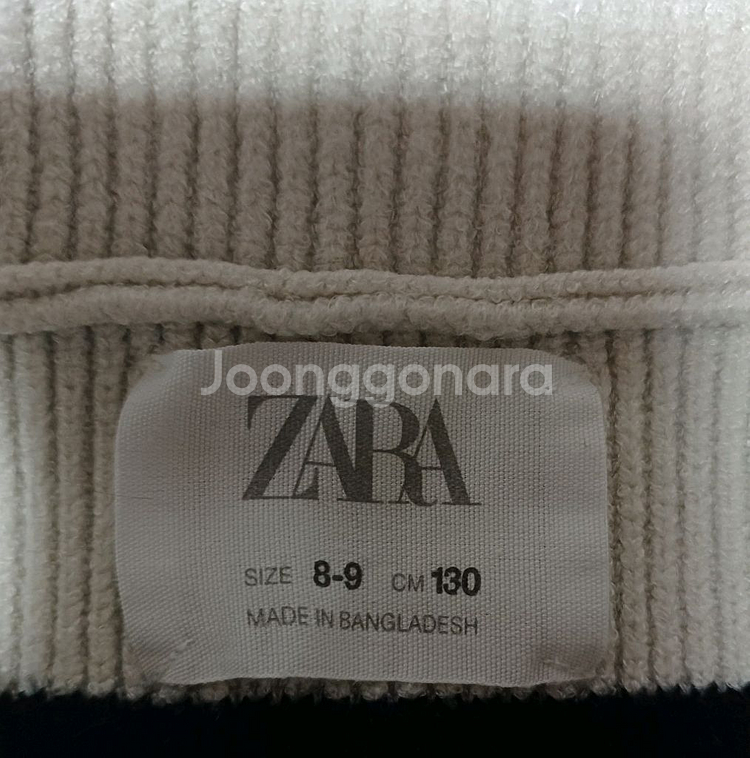 Joonggonara
ZARA
SIZE 8-9 CM 130
MADE IN BANGLADESH